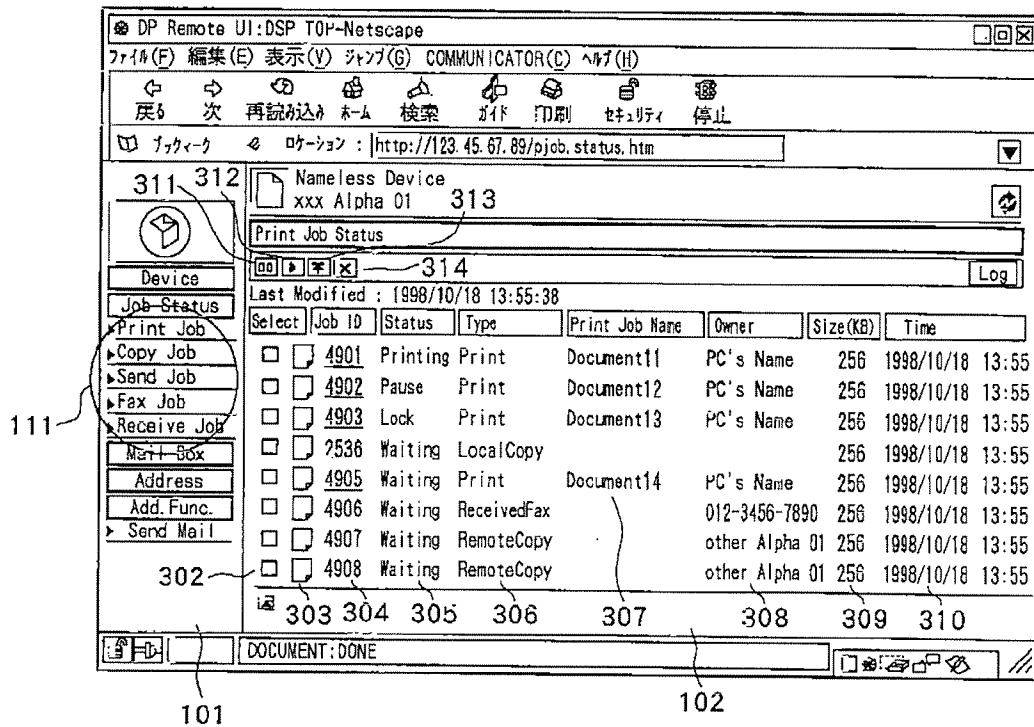 DP Remote UI:DSP TOP-Netscape
ファイル(F) 編集(E) 表示(V) ジャンプ(G) COMMUNICATOR(C) ヘルプ(H)
戻る 次 再読み込み ホーム 検索 ガイド 印刷 セキュリティ 停止
ブックマーク ロケーション : http://123.45.67.89/pjob.status.htm
311 312 Nameless Device
xxx Alpha 01 313
Print Job Status
314 Log
Last Modified : 1998/10/18 13:55:38
Device
Job Status
Print Job
Copy Job
Send Job
Fax Job
Receive Job
Mail Box
Address
Add.Func.
Send Mail
111
Select Job ID Status Type Print Job Name Owner Size(KB) Time
4901 Printing Print Document11 PC's Name 256 1998/10/18 13:55
4902 Pause Print Document12 PC's Name 256 1998/10/18 13:55
4903 Lock Print Document13 PC's Name 256 1998/10/18 13:55
2536 Waiting LocalCopy 256 1998/10/18 13:55
4905 Waiting Print Document14 PC's Name 256 1998/10/18 13:55
4906 Waiting ReceivedFax 012-3456-7890 256 1998/10/18 13:55
4907 Waiting RemoteCopy other Alpha 01 256 1998/10/18 13:55
4908 Waiting RemoteCopy other Alpha 01 256 1998/10/18 13:55
302 303 304 305 306 307 308 309 310
DOCUMENT:DONE
101 102